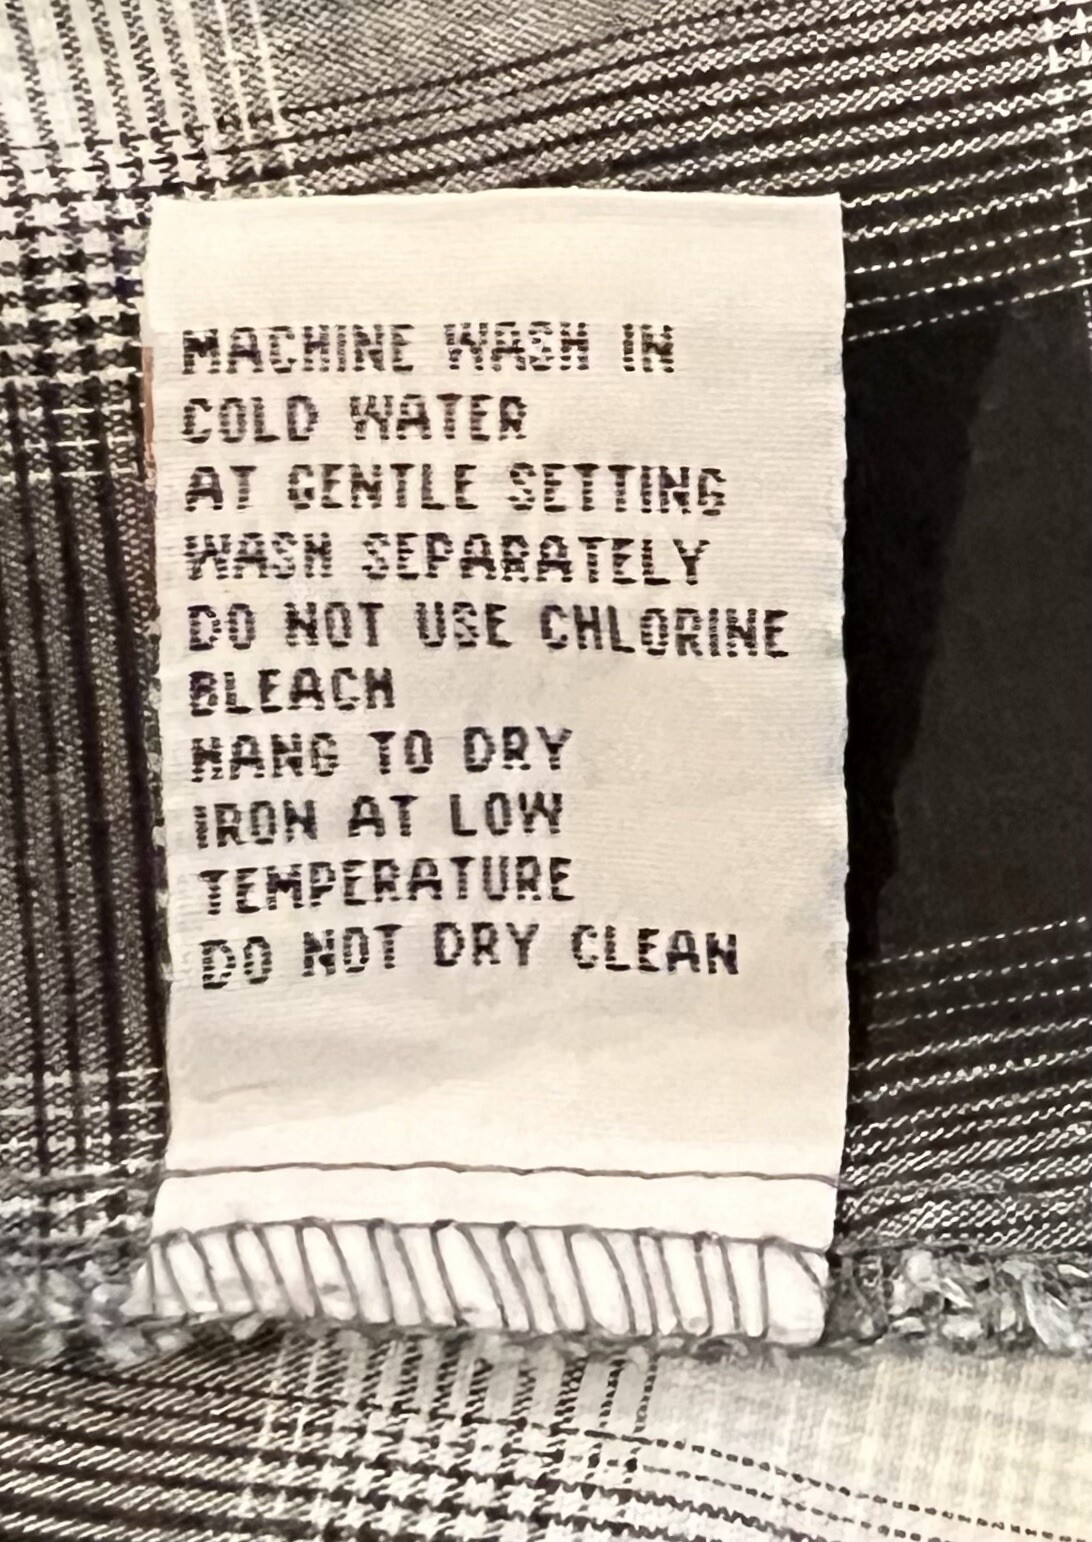 MACHINE WASH IN
COLD WATER
AT GENTLE SETTING
WASH SEPARATELY
DO NOT USE CHLORINE
BLEACH
HANG TO DRY
IRON AT LOW
TEMPERATURE
DO NOT DRY CLEAN